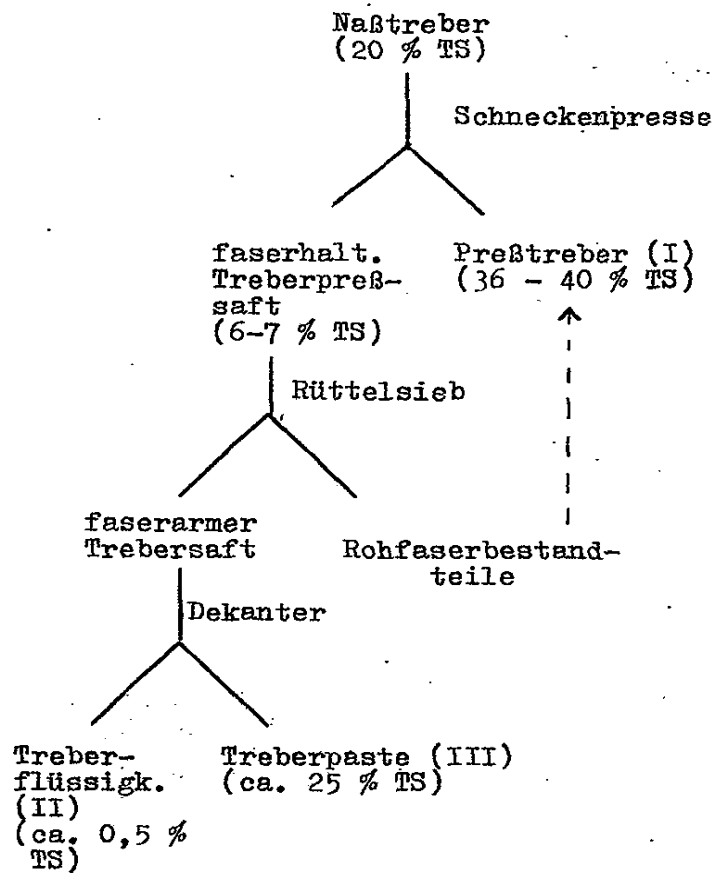 Naßtreber
(20 % TS)
Schneckenpresse
faserhalt.
Treberpreß-
saft
(6-7 % TS)
Preßtreber (I)
(36 - 40 % TS)
Rüttelsieb
faserarmer
Trebersaft
Rohfaserbestand-
teile
Dekanter
Treber-
flüssigk.
(II)
(ca. 0,5 %
TS)
Treberpaste (III)
(ca. 25 % TS)